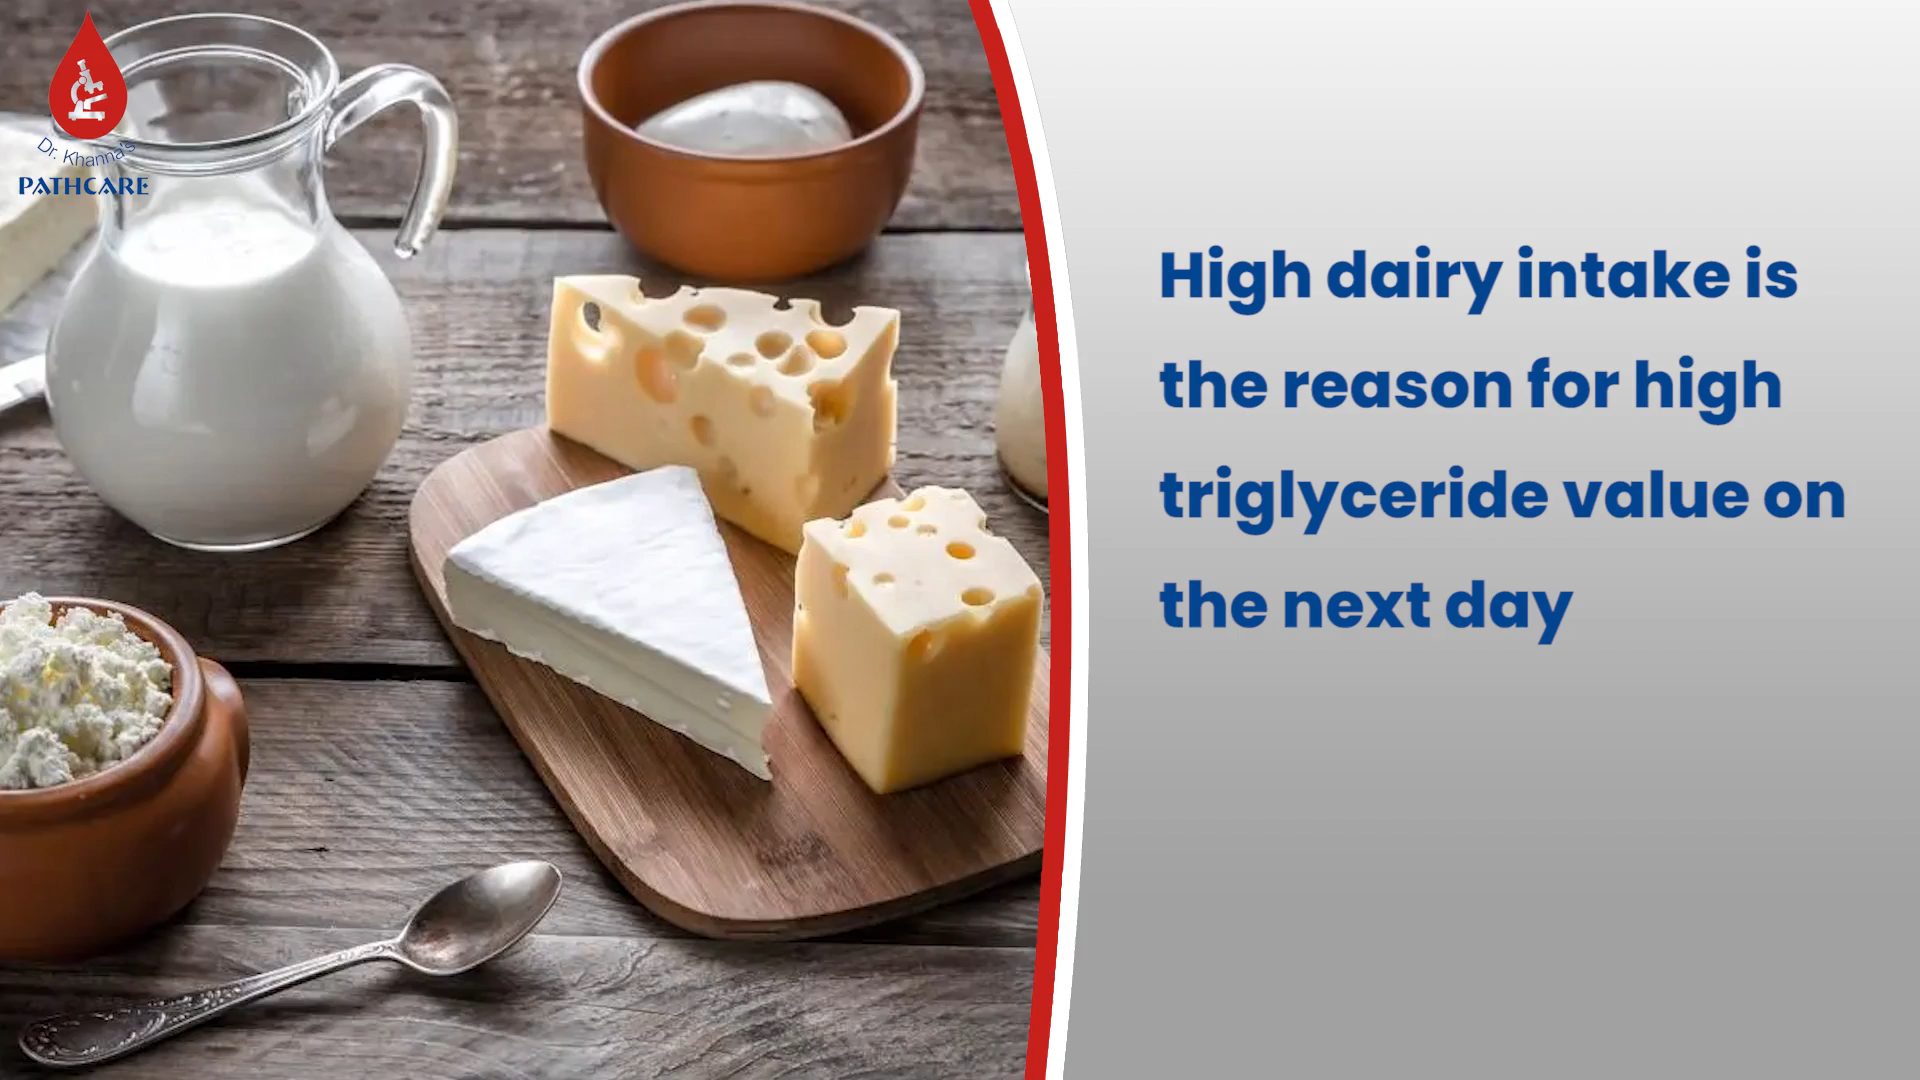 Dr. Khanna's
PATHCARE
High dairy intake is
the reason for high
triglyceride value on
the next day